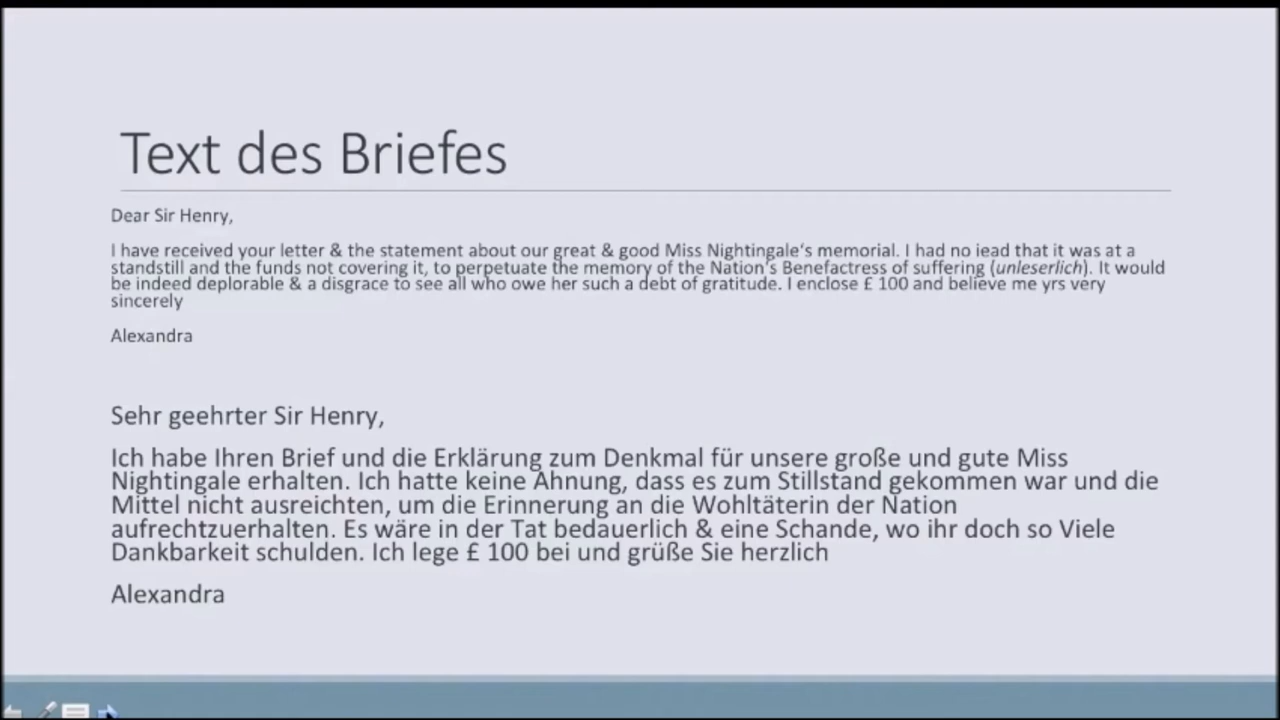 Text des Briefes
Dear Sir Henry,
I have received your letter & the statement about our great & good Miss Nightingale‘s memorial. I had no iead that it was at a
standstill and the funds not covering it, to perpetuate the memory of the Nation’s Benefactress of suffering (unleserlich). It would
be indeed deplorable & a disgrace to see all who owe her such a debt of gratitude. I enclose £ 100 and believe me yrs very
sincerely
Alexandra
Sehr geehrter Sir Henry,
Ich habe Ihren Brief und die Erklärung zum Denkmal für unsere große und gute Miss
Nightingale erhalten. Ich hatte keine Ahnung, dass es zum Stillstand gekommen war und die
Mittel nicht ausreichten, um die Erinnerung an die Wohltäterin der Nation
aufrechtzuerhalten. Es wäre in der Tat bedauerlich & eine Schande, wo ihr doch so Viele
Dankbarkeit schulden. Ich lege £ 100 bei und grüße Sie herzlich
Alexandra